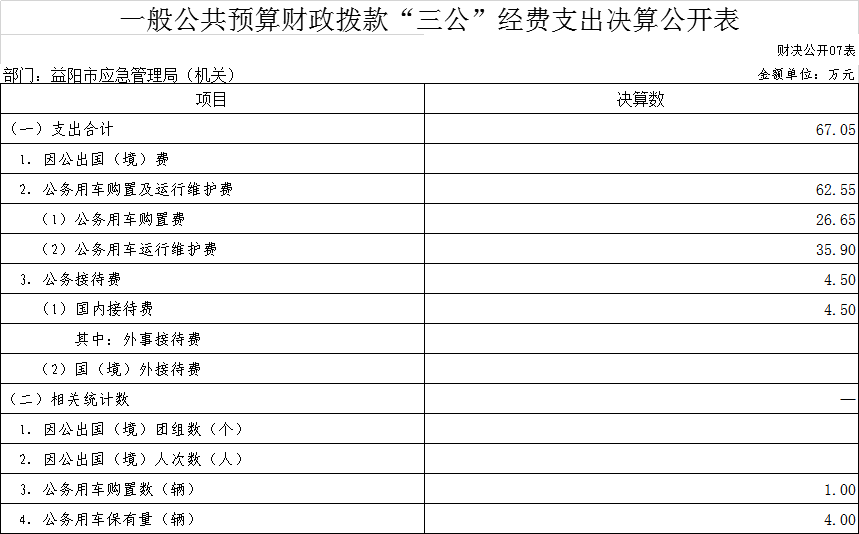 一般公共预算财政拨款“三公”经费支出决算公开表
财决公开07表
部门：益阳市应急管理局（机关） 金额单位：万元
项目 决算数
（一）支出合计 67.05
1. 因公出国（境）费
2. 公务用车购置及运行维护费 62.55
（1）公务用车购置费 26.65
（2）公务用车运行维护费 35.90
3. 公务接待费 4.50
（1）国内接待费 4.50
其中：外事接待费
（2）国（境）外接待费
（二）相关统计数 —
1. 因公出国（境）团组数（个）
2. 因公出国（境）人次数（人）
3. 公务用车购置数（辆） 1.00
4. 公务用车保有量（辆） 4.00